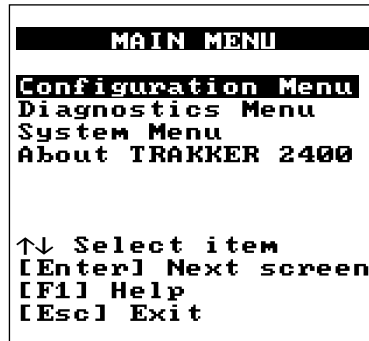 MAIN MENU
Configuration Menu
Diagnostics Menu
System Menu
About TRAKKER 2400
↑↓ Select item
[Enter] Next screen
[F1] Help
[Esc] Exit